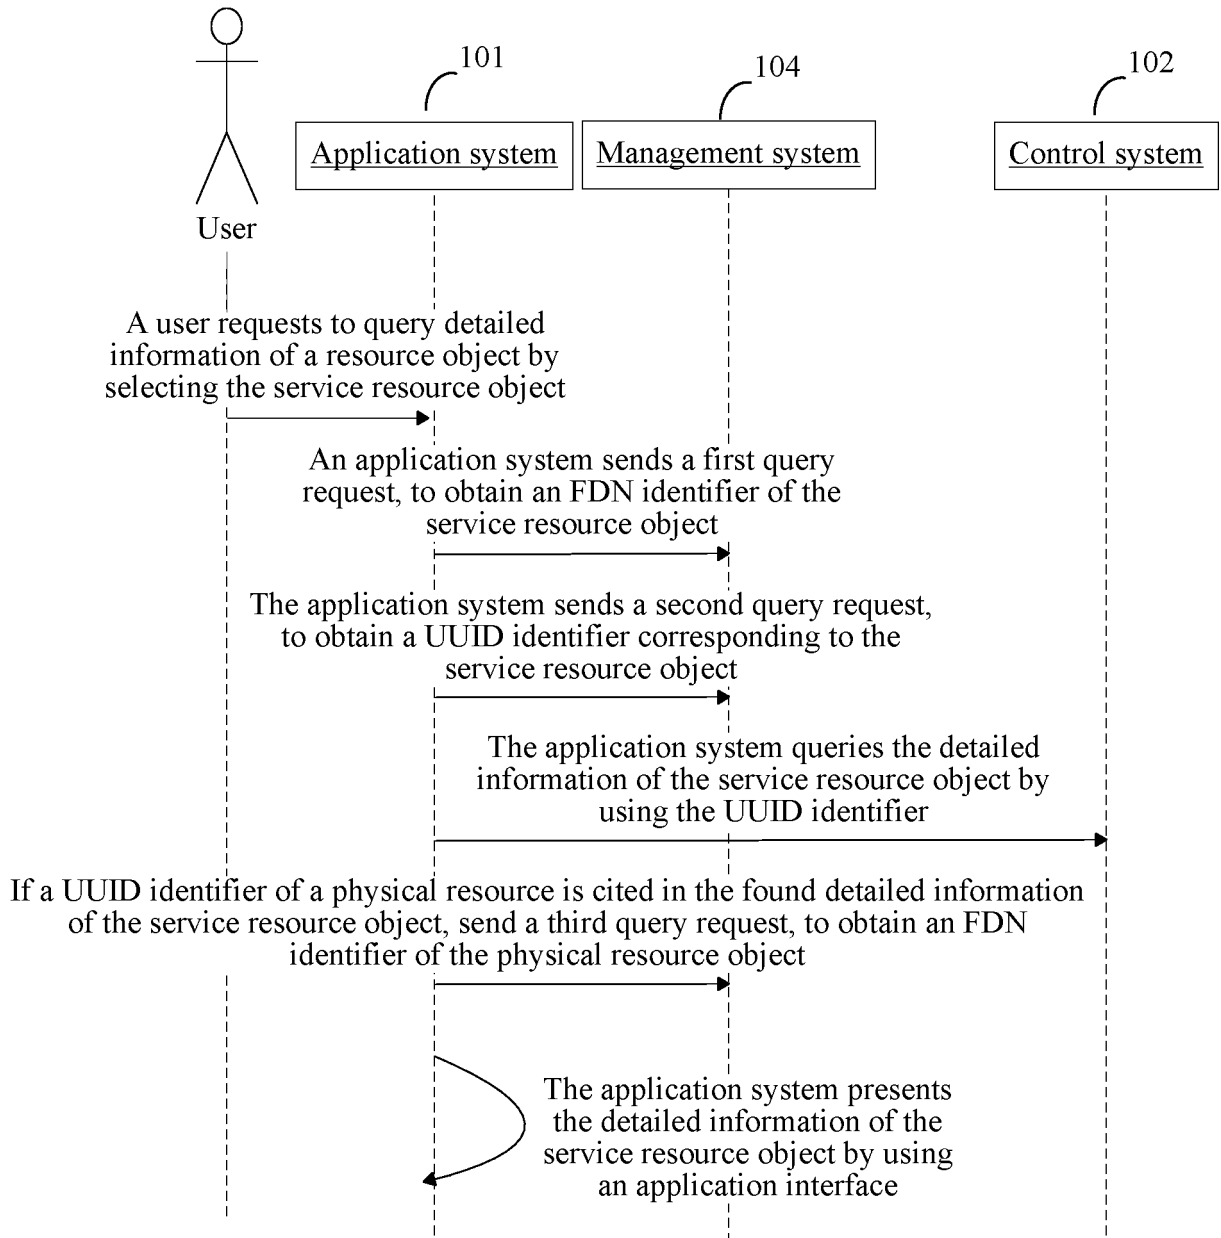 101
104
102
Application system
Management system
Control system
User
A user requests to query detailed
information of a resource object by
selecting the service resource object
An application system sends a first query
request, to obtain an FDN identifier of the
service resource object
The application system sends a second query request,
to obtain a UUID identifier corresponding to the
service resource object
The application system queries the detailed
information of the service resource object by
using the UUID identifier
If a UUID identifier of a physical resource is cited in the found detailed information
of the service resource object, send a third query request, to obtain an FDN
identifier of the physical resource object
The application system presents
the detailed information of the
service resource object by using
an application interface